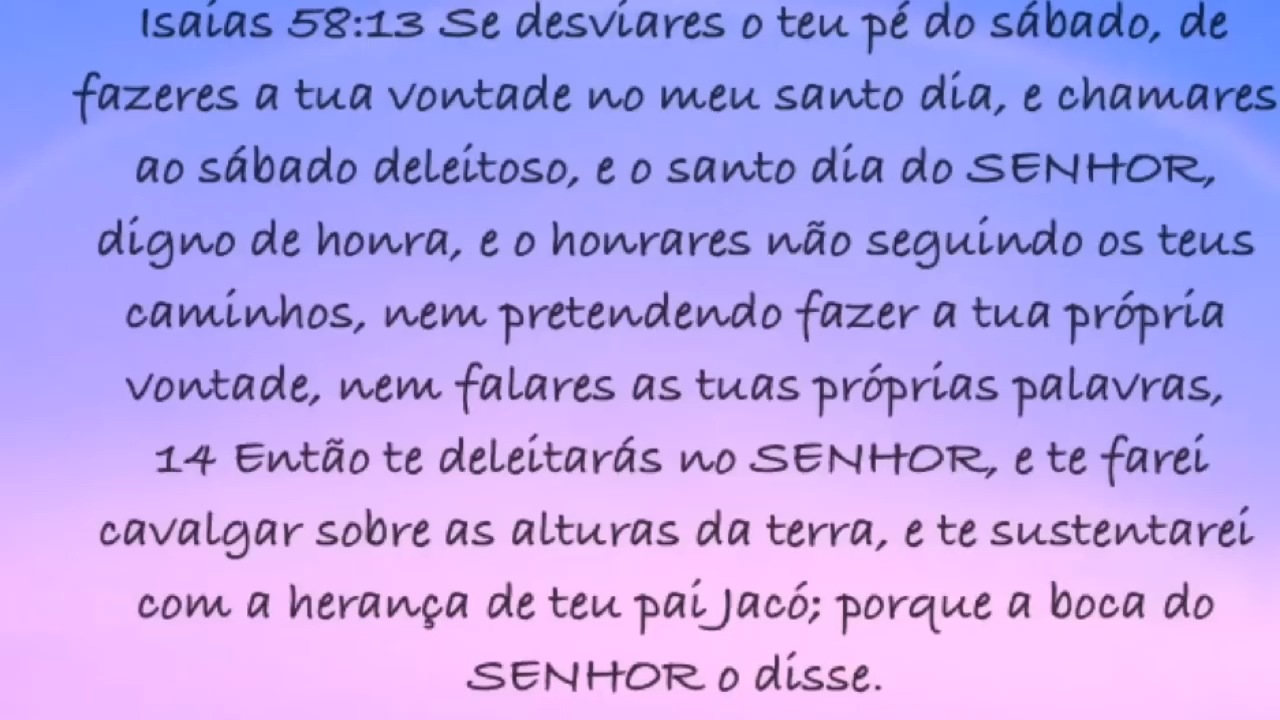 Isaías 58:13 Se desviares o teu pé do sábado, de
fazeres a tua vontade no meu santo dia, e chamares
ao sábado deleitoso, e o santo dia do SENHOR,
digno de honra, e o honrares não seguindo os teus
caminhos, nem pretendendo fazer a tua própria
vontade, nem falares as tuas próprias palavras,
14 Então te deleitarás no SENHOR, e te farei
cavalgar sobre as alturas da terra, e te sustentarei
com a herança de teu pai Jacó; porque a boca do
SENHOR o disse.